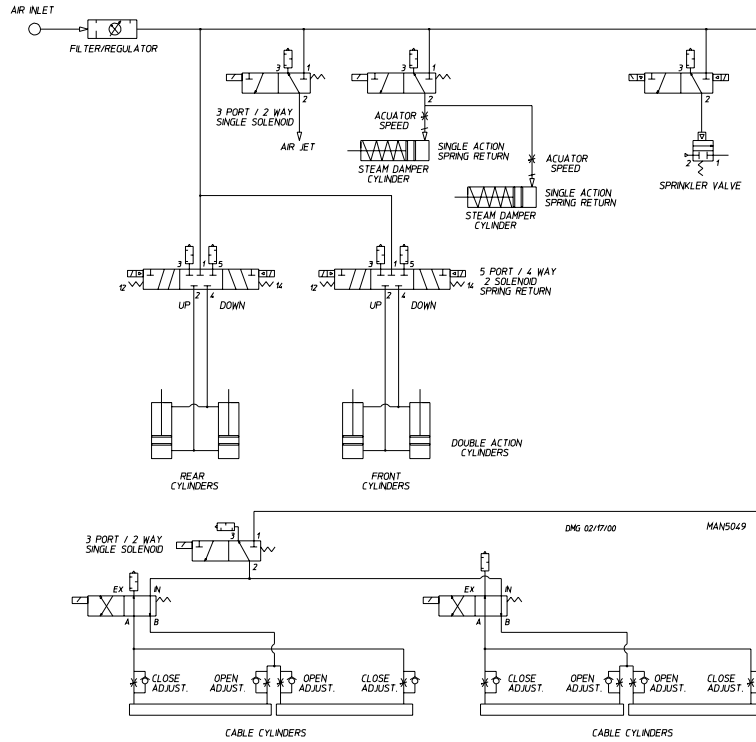 AIR INLET
FILTER/REGULATOR
3
1
2
3 PORT / 2 WAY
SINGLE SOLENOID
AIR JET
3
1
2
ACUATOR
SPEED
SINGLE ACTION
SPRING RETURN
STEAM DAMPER
CYLINDER
ACUATOR
SPEED
SINGLE ACTION
SPRING RETURN
STEAM DAMPER
CYLINDER
3
1
2
2
1
SPRINKLER VALVE
3
1
5
12
14
UP
2
4
DOWN
3
1
5
12
14
UP
2
4
DOWN
5 PORT / 4 WAY
2 SOLENOID
SPRING RETURN
REAR
CYLINDERS
FRONT
CYLINDERS
DOUBLE ACTION
CYLINDERS
3 PORT / 2 WAY
SINGLE SOLENOID
3
1
2
DMG 02/17/00
MAN5049
EX
IN
A
B
EX
IN
A
B
CLOSE
ADJUST.
OPEN
ADJUST.
OPEN
ADJUST.
CLOSE
ADJUST.
CLOSE
ADJUST.
OPEN
ADJUST.
OPEN
ADJUST.
CLOSE
ADJUST.
CABLE CYLINDERS
CABLE CYLINDERS